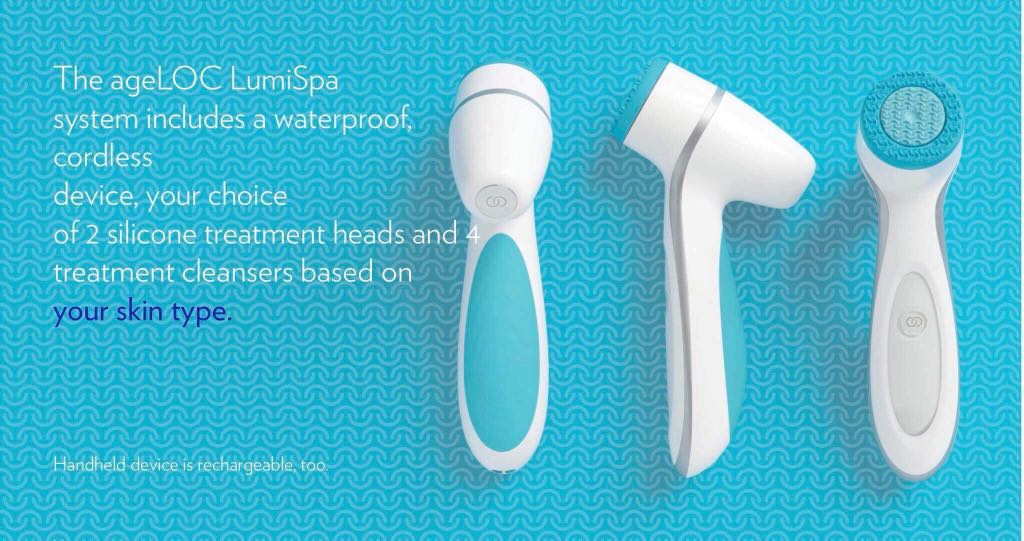 The ageLOC LumiSpa
system includes a waterproof,
cordless
device, your choice
of 2 silicone treatment heads and 4
treatment cleansers based on
your skin type.
Handheld device is rechargeable, too.